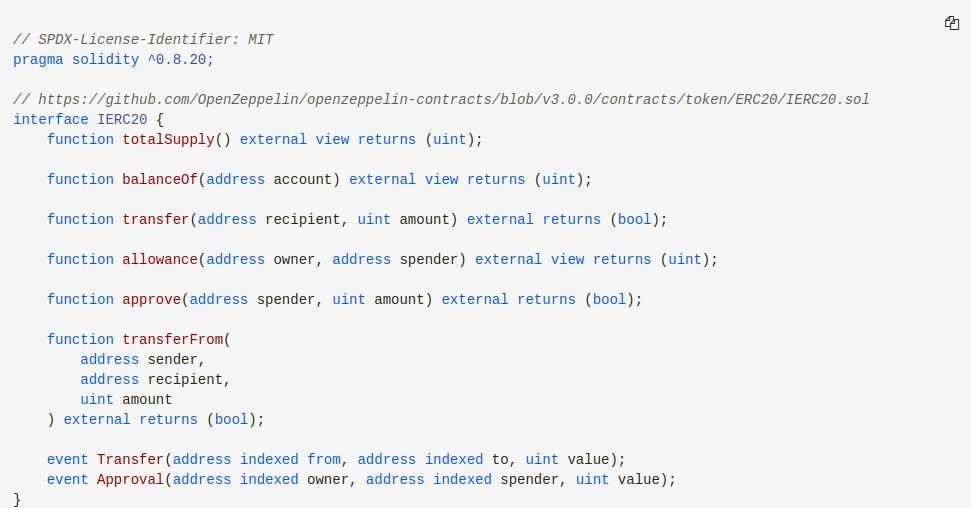 // SPDX-License-Identifier: MIT
pragma solidity ^0.8.20;
// https://github.com/OpenZeppelin/openzeppelin-contracts/blob/v3.0.0/contracts/token/ERC20/IERC20.sol
interface IERC20 {
    function totalSupply() external view returns (uint);
    function balanceOf(address account) external view returns (uint);
    function transfer(address recipient, uint amount) external returns (bool);
    function allowance(address owner, address spender) external view returns (uint);
    function approve(address spender, uint amount) external returns (bool);
    function transferFrom(
        address sender,
        address recipient,
        uint amount
    ) external returns (bool);
    event Transfer(address indexed from, address indexed to, uint value);
    event Approval(address indexed owner, address indexed spender, uint value);
}